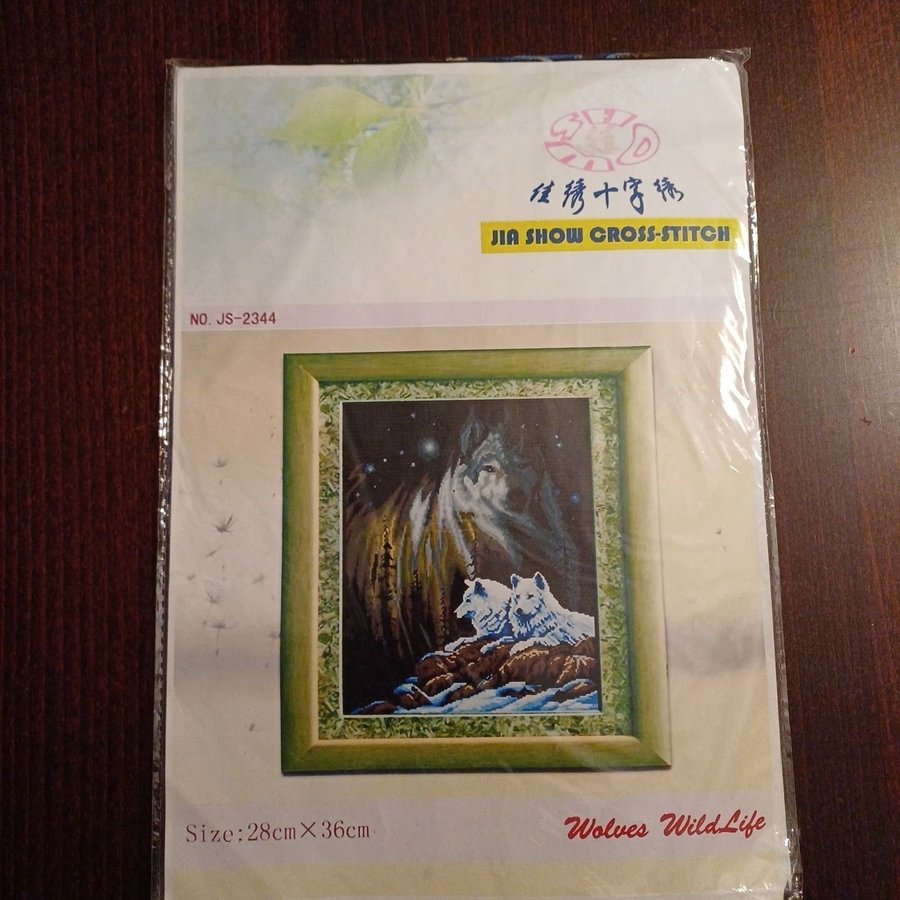 佳绣十字绣
JIA SHOW CROSS-STITCH
NO. JS-2344
Size:28cm×36cm
Wolves WildLife